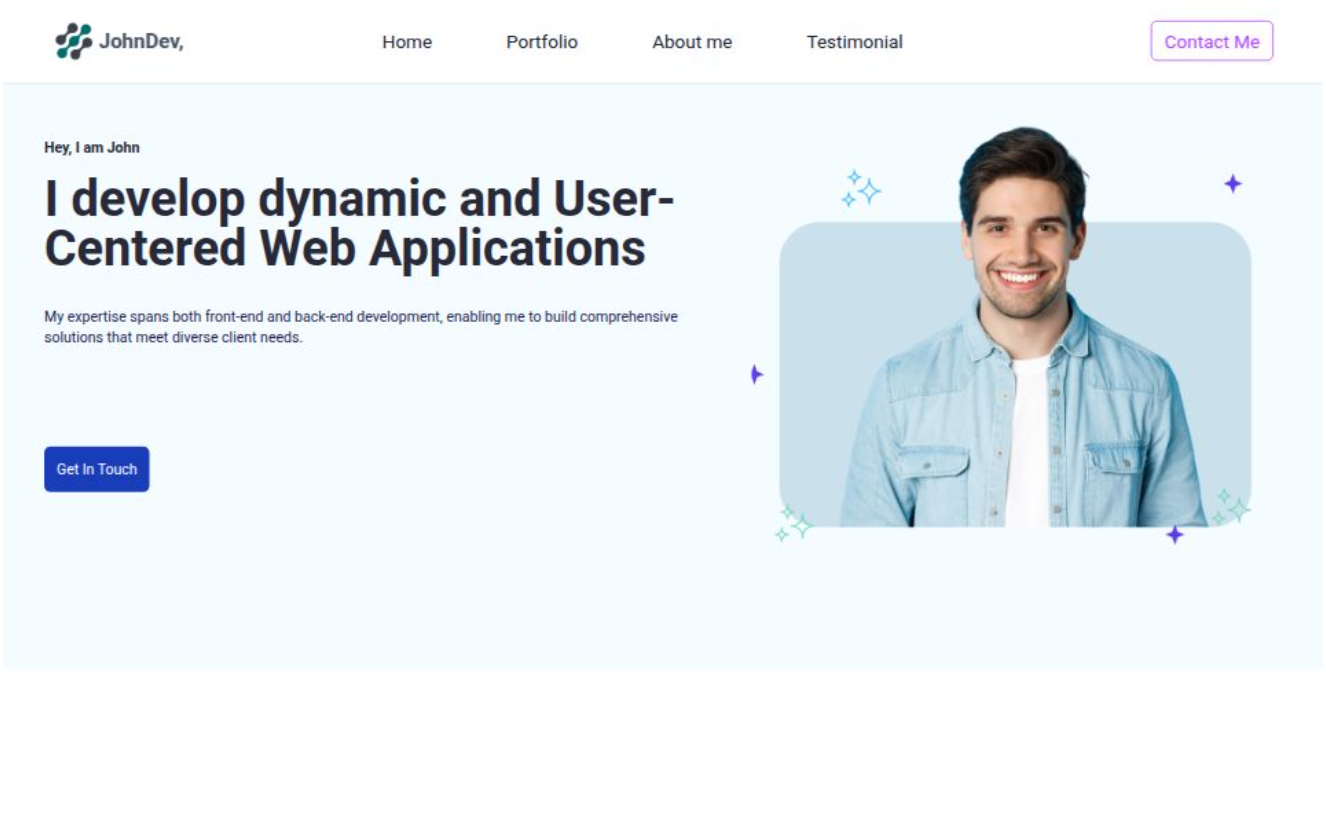 JohnDev,
Home
Portfolio
About me
Testimonial
Contact Me
Hey, I am John
I develop dynamic and User-
Centered Web Applications
My expertise spans both front-end and back-end development, enabling me to build comprehensive
solutions that meet diverse client needs.
Get In Touch